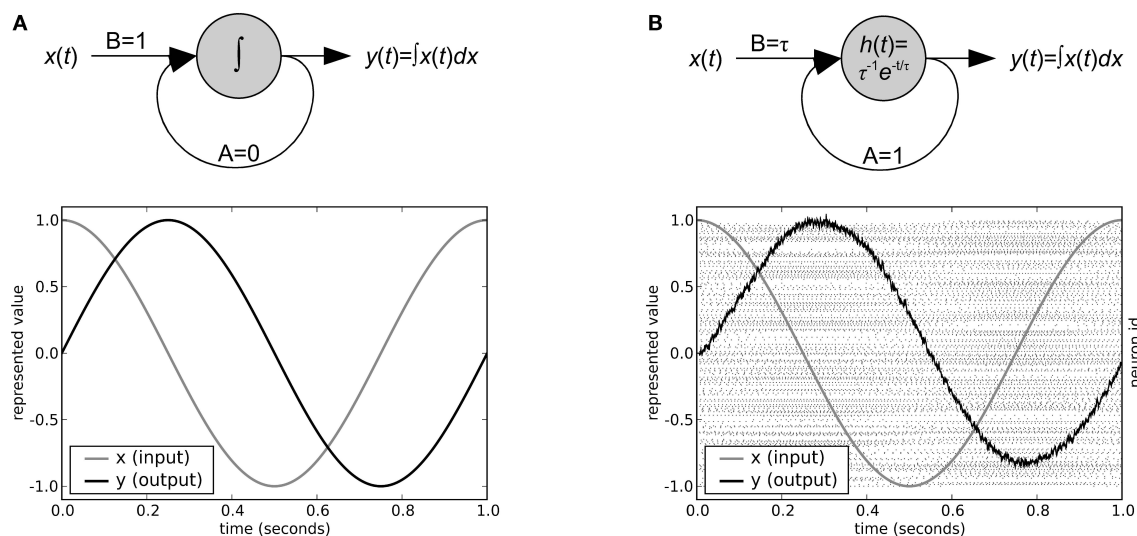 A
x(t)
B=1
∫
y(t)=∫x(t)dx
A=0
1.0
0.5
0.0
-0.5
-1.0
represented value
x (input)
y (output)
0.0 0.2 0.4 0.6 0.8 1.0
time (seconds)
B
x(t)
B=τ
h(t)=
τ⁻¹e⁻ᵗ/τ
y(t)=∫x(t)dx
A=1
1.0
0.5
0.0
-0.5
-1.0
represented value
neuron id
x (input)
y (output)
0.0 0.2 0.4 0.6 0.8 1.0
time (seconds)